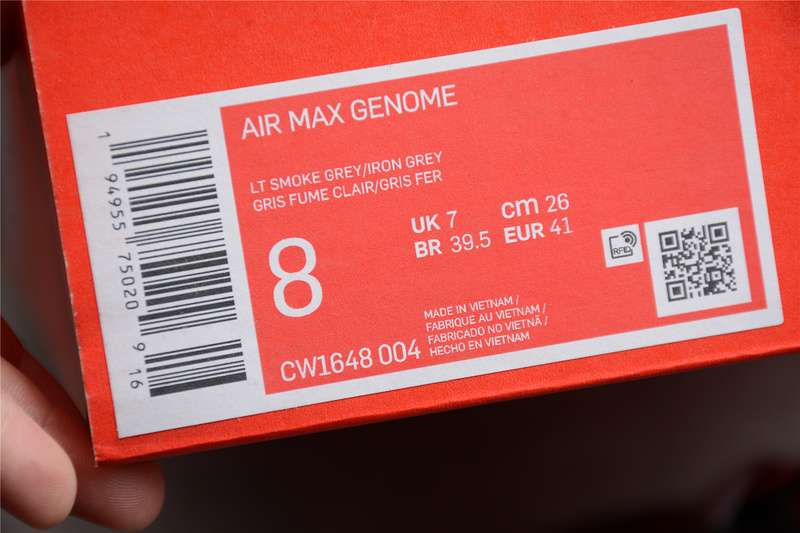 1 94955 75020 9 16
AIR MAX GENOME
LT SMOKE GREY/IRON GREY
GRIS FUME CLAIR/GRIS FER
8
UK 7 cm 26
BR 39.5 EUR 41
RFID
CW1648 004
MADE IN VIETNAM /
FABRIQUE AU VIETNAM /
FABRICADO NO VIETNÃ /
HECHO EN VIETNAM